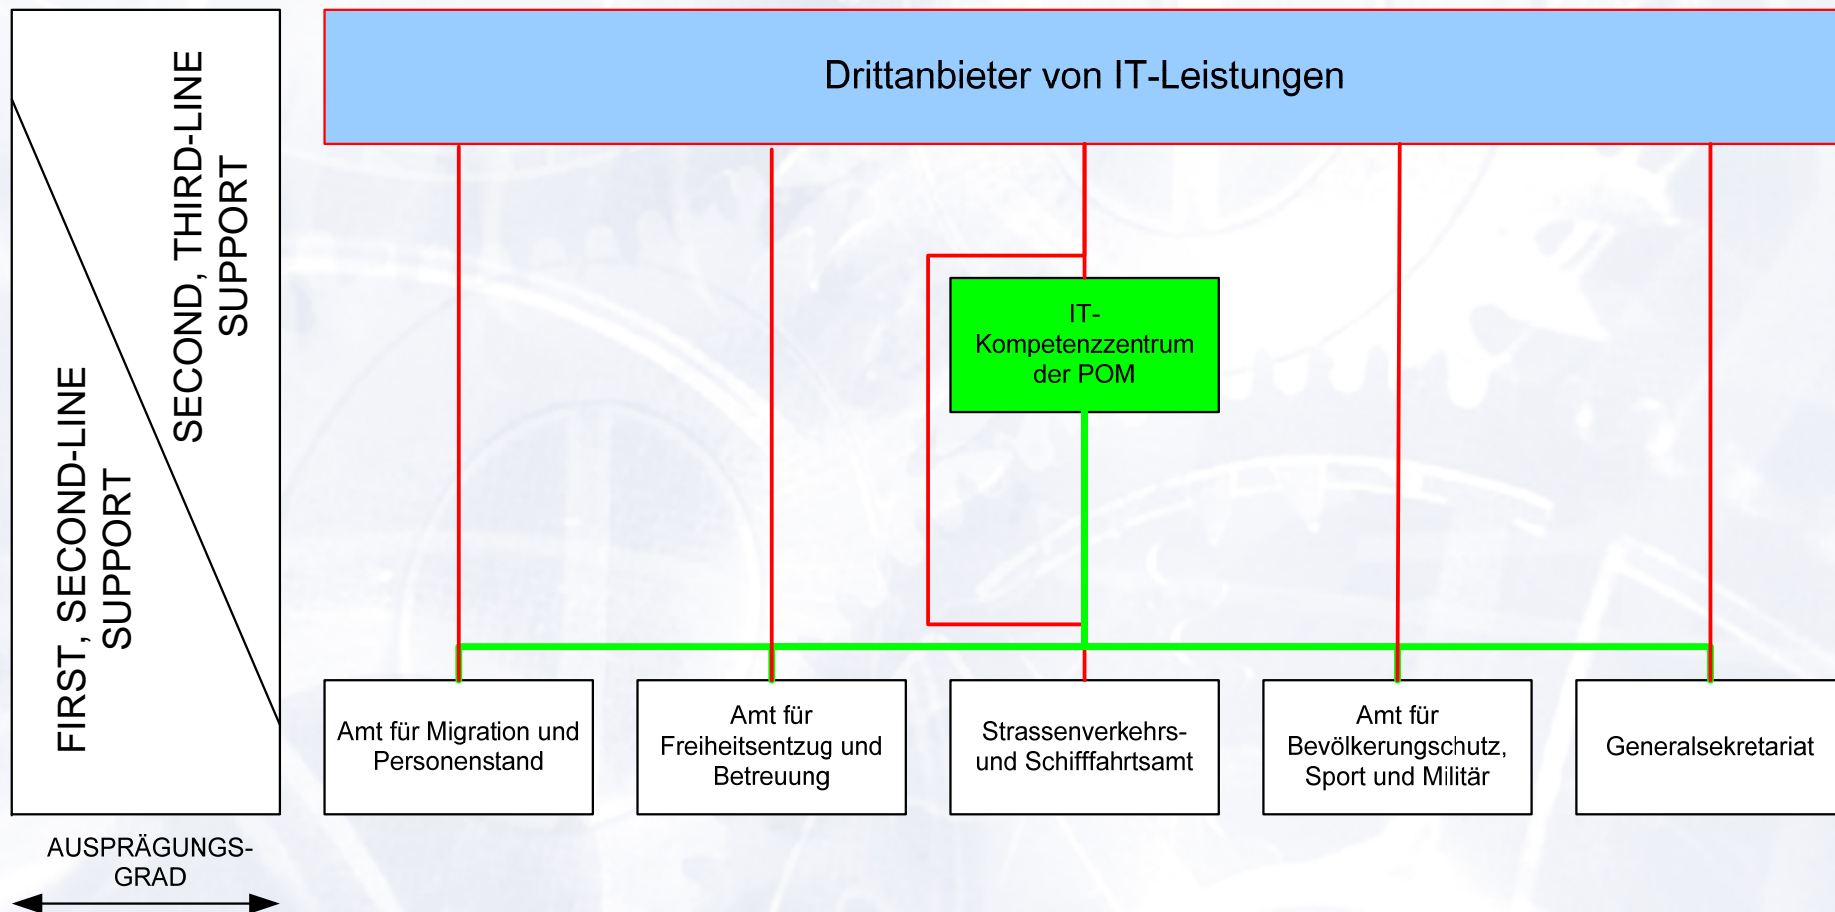 Drittanbieter von IT-Leistungen
SECOND, THIRD-LINE
SUPPORT
FIRST, SECOND-LINE
SUPPORT
IT-
Kompetenzzentrum
der POM
Amt für Migration und
Personenstand
Amt für
Freiheitsentzug und
Betreuung
Strassenverkehrs-
und Schifffahrtsamt
Amt für
Bevölkerungschutz,
Sport und Militär
Generalsekretariat
AUSPRÄGUNGS-
GRAD